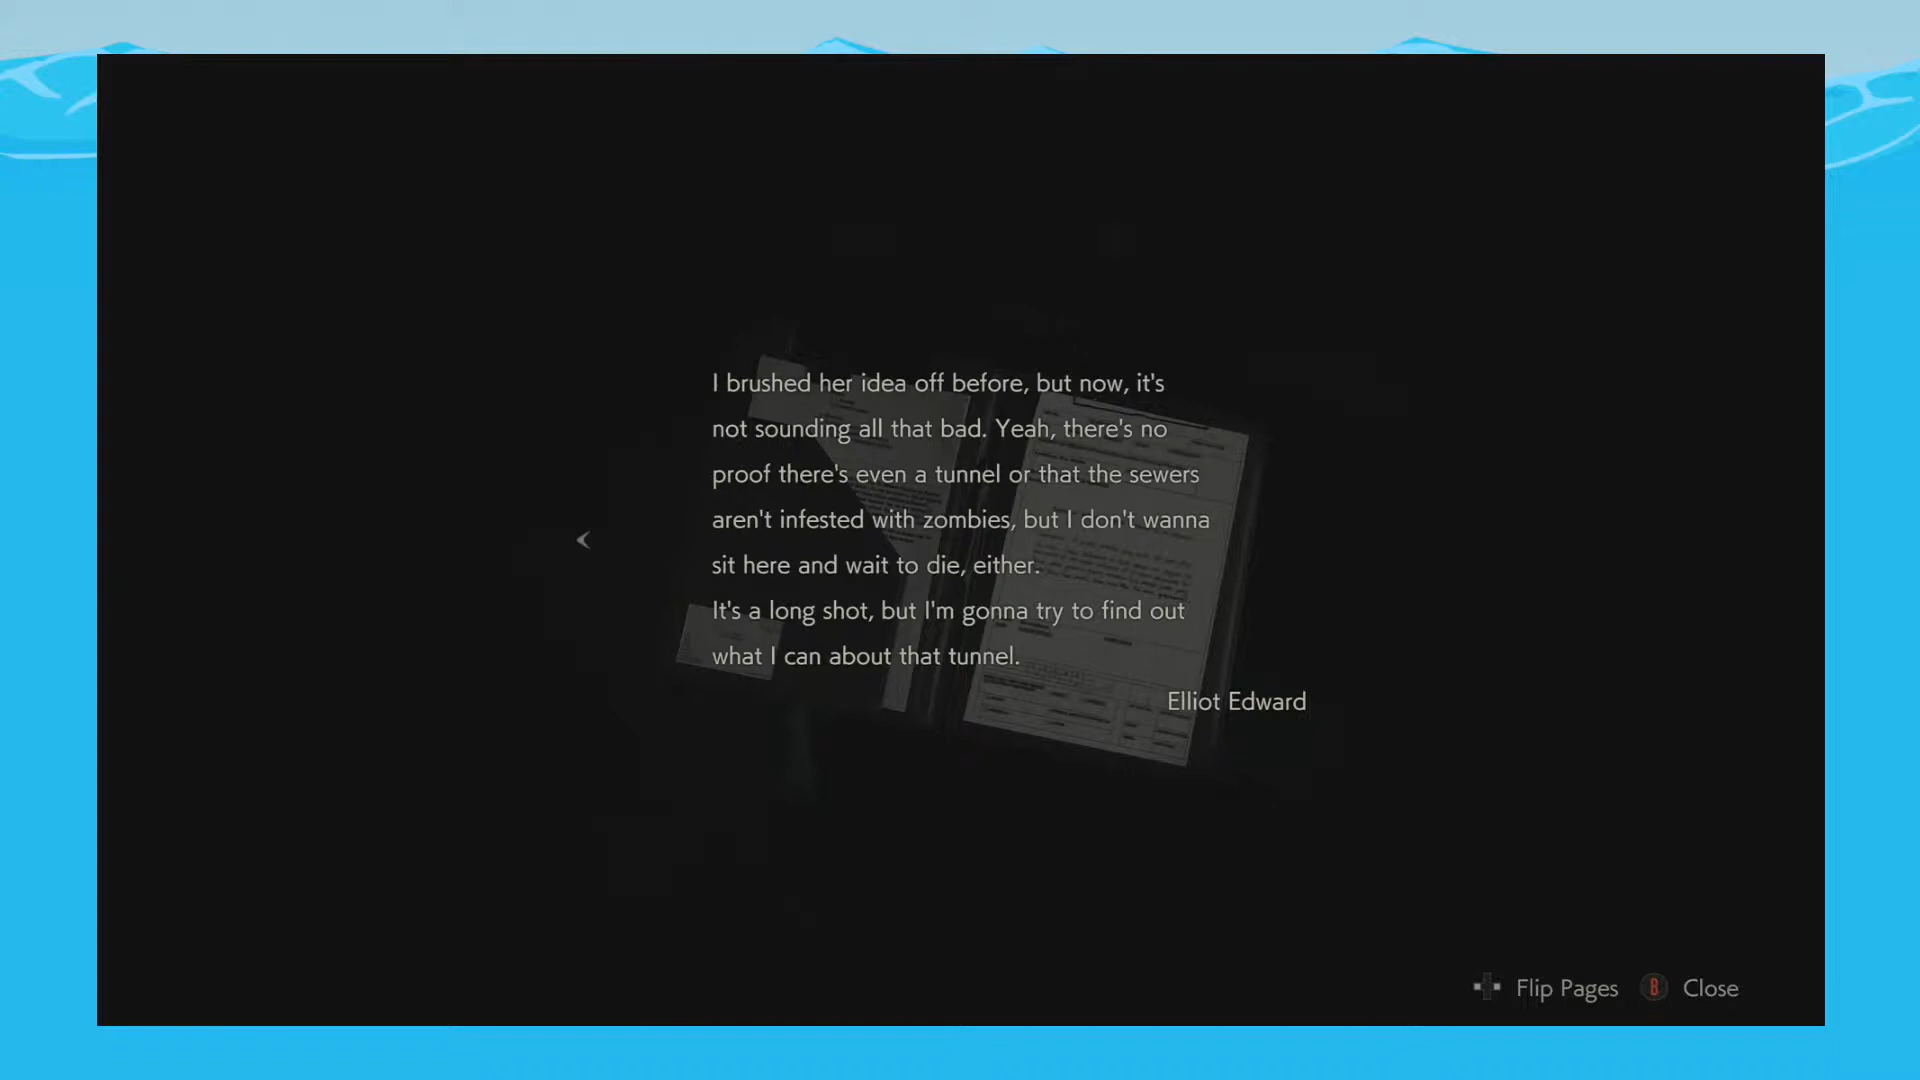 I brushed her idea off before, but now, it's
not sounding all that bad. Yeah, there's no
proof there's even a tunnel or that the sewers
aren't infested with zombies, but I don't wanna
sit here and wait to die, either.
It's a long shot, but I'm gonna try to find out
what I can about that tunnel.
Elliot Edward
Flip Pages B Close